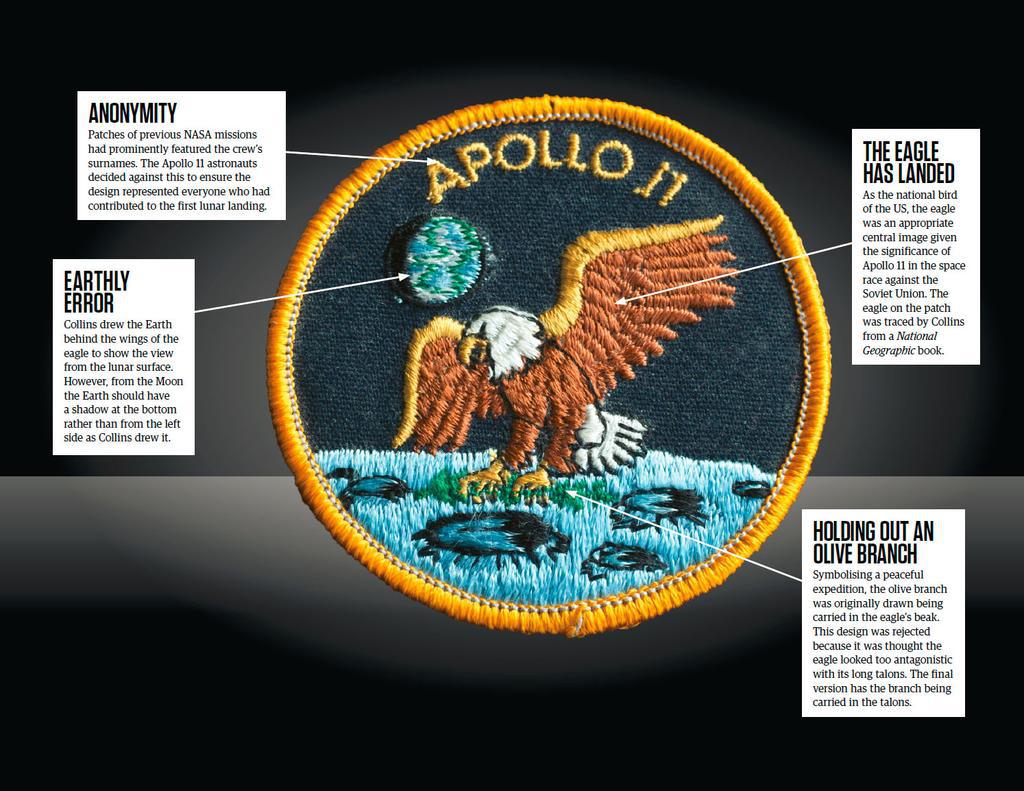 ANONYMITY
Patches of previous NASA missions
had prominently featured the crew's
surnames. The Apollo 11 astronauts
decided against this to ensure the
design represented everyone who had
contributed to the first lunar landing.
EARTHLY
ERROR
Collins drew the Earth
behind the wings of the
eagle to show the view
from the lunar surface.
However, from the Moon
the Earth should have
a shadow at the bottom
rather than from the left
side as Collins drew it.
APOLLO 11
THE EAGLE
HAS LANDED
As the national bird
of the US, the eagle
was an appropriate
central image given
the significance of
Apollo 11 in the space
race against the
Soviet Union. The
eagle on the patch
was traced by Collins
from a National
Geographic book.
HOLDING OUT AN
OLIVE BRANCH
Symbolising a peaceful
expedition, the olive branch
was originally drawn being
carried in the eagle's beak.
This design was rejected
because it was thought the
eagle looked too antagonistic
with its long talons. The final
version has the branch being
carried in the talons.